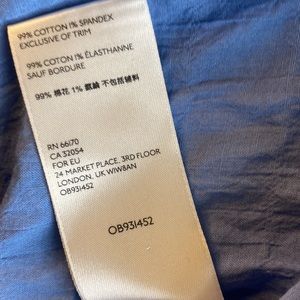 99% COTTON 1% SPANDEX
EXCLUSIVE OF TRIM
99% COTON 1% ÉLASTHANNE
SAUF BORDURE
99% 棉花 1% 氨綸 不包括輔料
RN 66170
CA 32054
FOR EU
24 MARKET PLACE, 3RD FLOOR
LONDON, UK W1W8AN
OB931452
OB931452